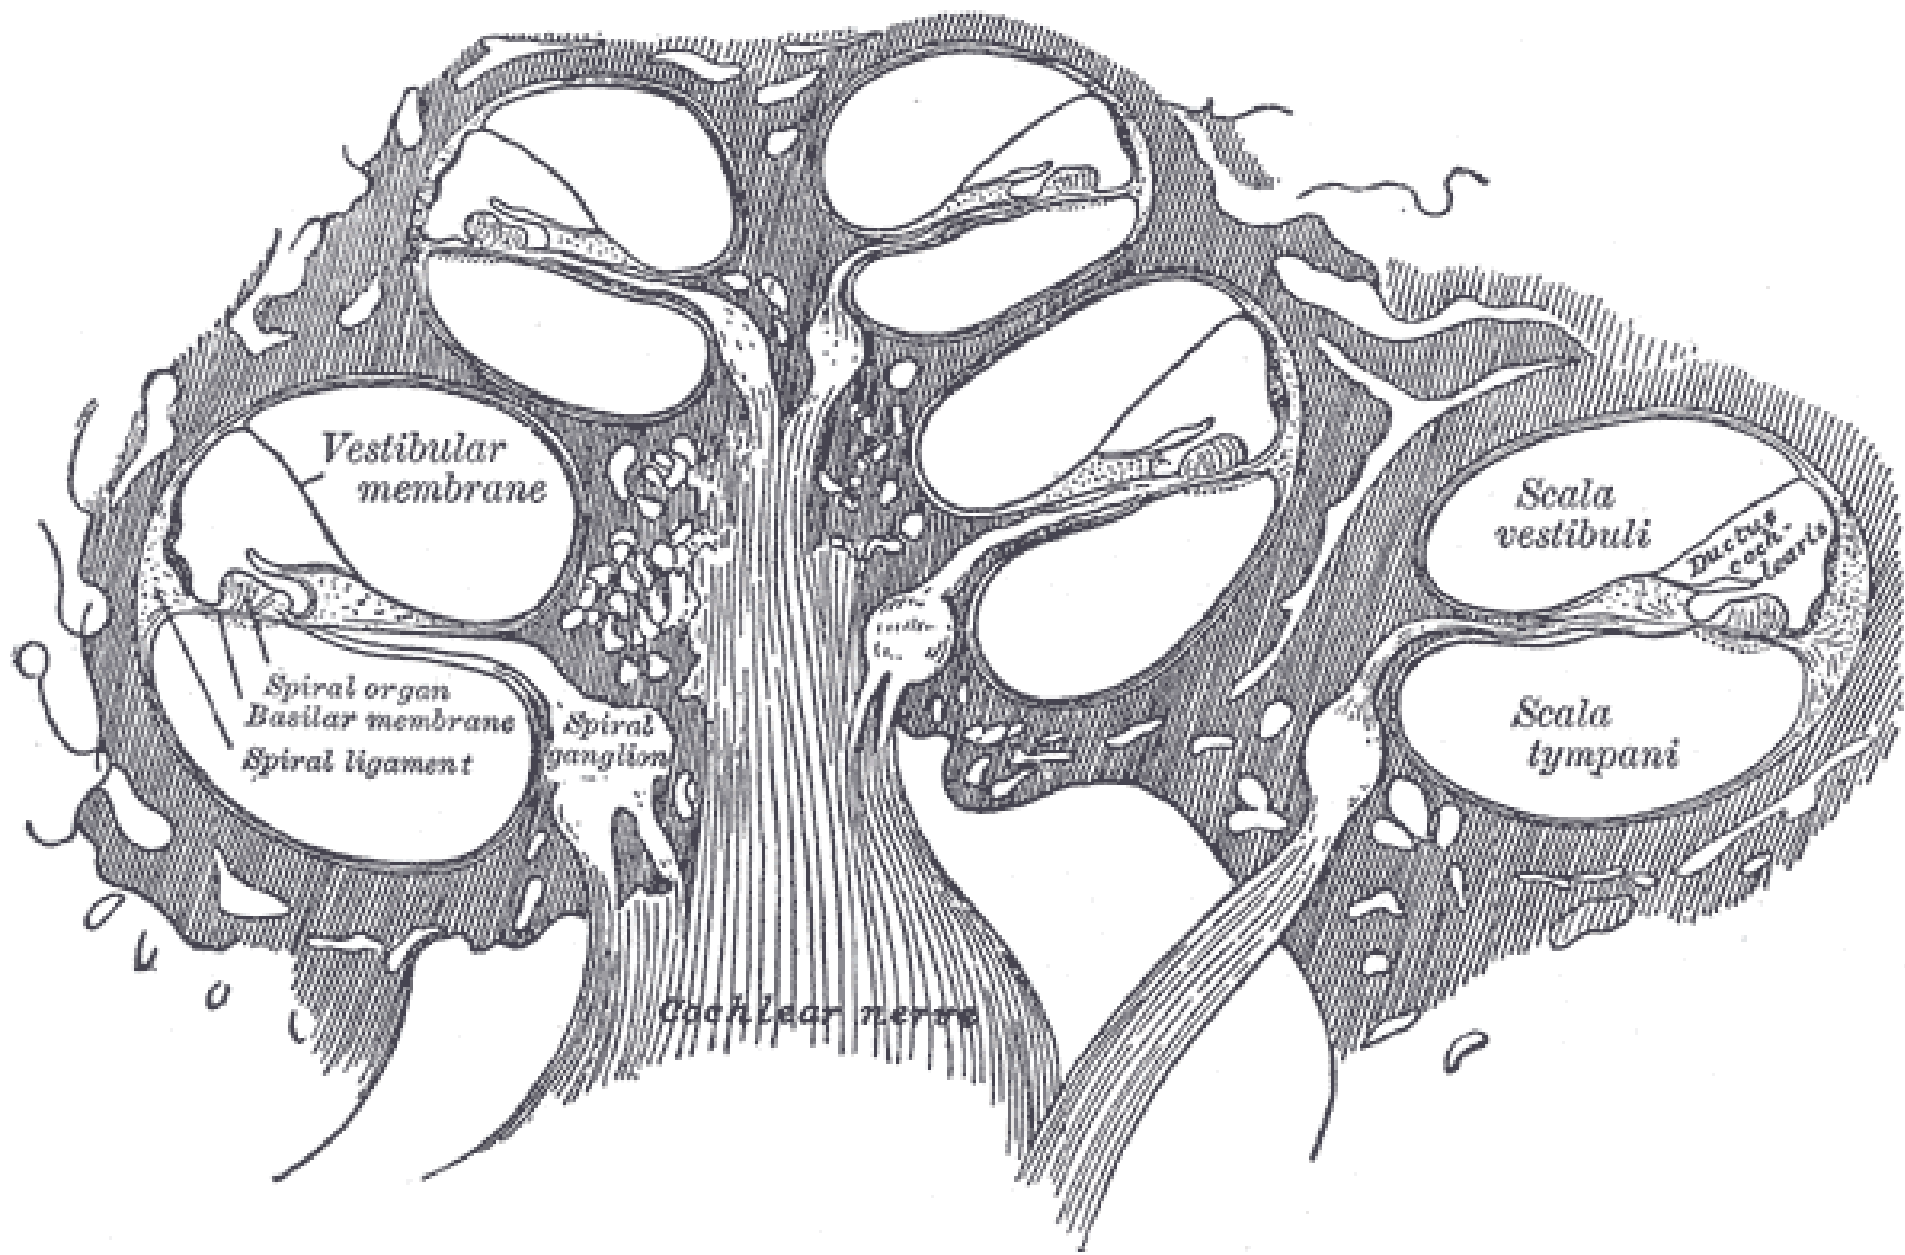 Vestibular
membrane
Spiral organ
Basilar membrane
Spiral ligament
Spiral
ganglion
Scala
vestibuli
Ductus
coch-
learis
Scala
tympani
Cochlear nerve